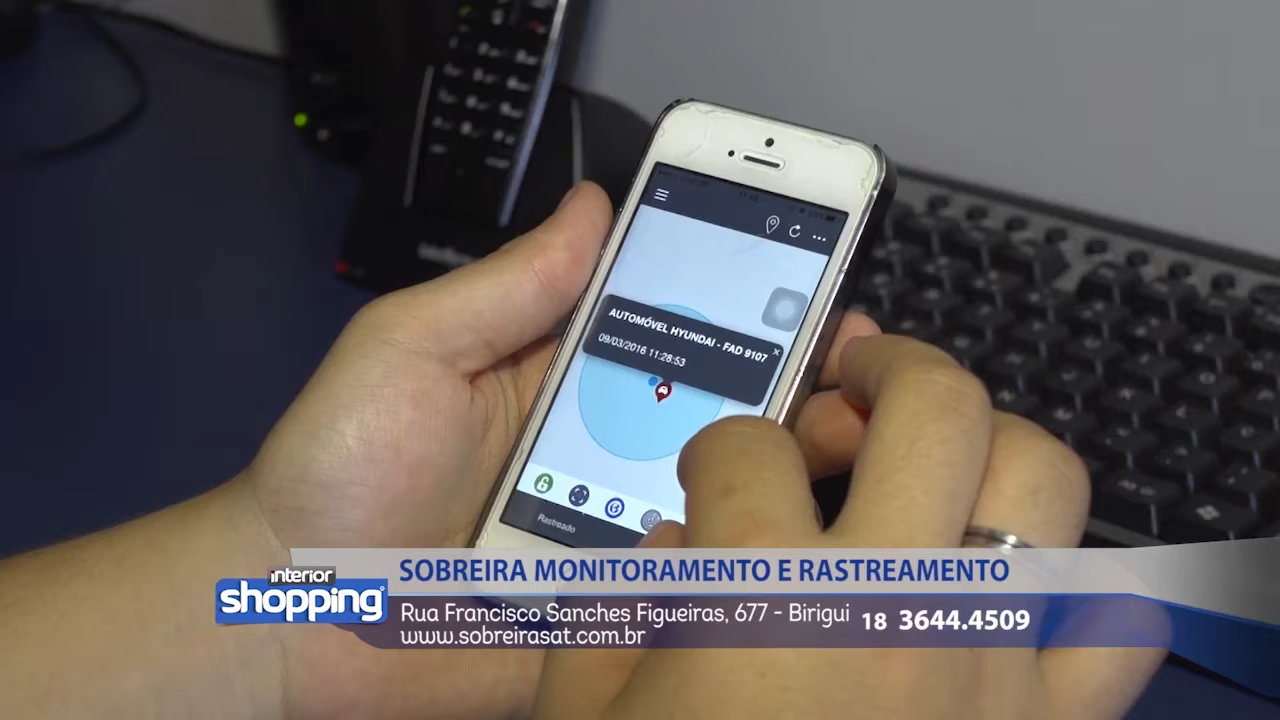 AUTOMÓVEL HYUNDAI - FAD 9107
09/03/2016 11:28:53
Rastreado
interior
shopping
SOBREIRA MONITORAMENTO E RASTREAMENTO
Rua Francisco Sanches Figueiras, 677 - Birigui
18 3644.4509
www.sobreirasat.com.br